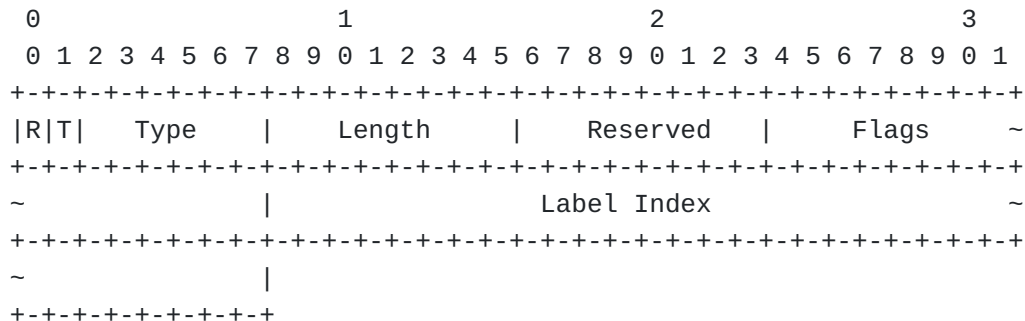 0                   1                   2                   3
 0 1 2 3 4 5 6 7 8 9 0 1 2 3 4 5 6 7 8 9 0 1 2 3 4 5 6 7 8 9 0 1
+-+-+-+-+-+-+-+-+-+-+-+-+-+-+-+-+-+-+-+-+-+-+-+-+-+-+-+-+-+-+-+-+
|R|T|   Type    |    Length     |    Reserved   |     Flags     ~
+-+-+-+-+-+-+-+-+-+-+-+-+-+-+-+-+-+-+-+-+-+-+-+-+-+-+-+-+-+-+-+-+
~               |                 Label Index                   ~
+-+-+-+-+-+-+-+-+-+-+-+-+-+-+-+-+-+-+-+-+-+-+-+-+-+-+-+-+-+-+-+-+
~               |
+-+-+-+-+-+-+-+-+